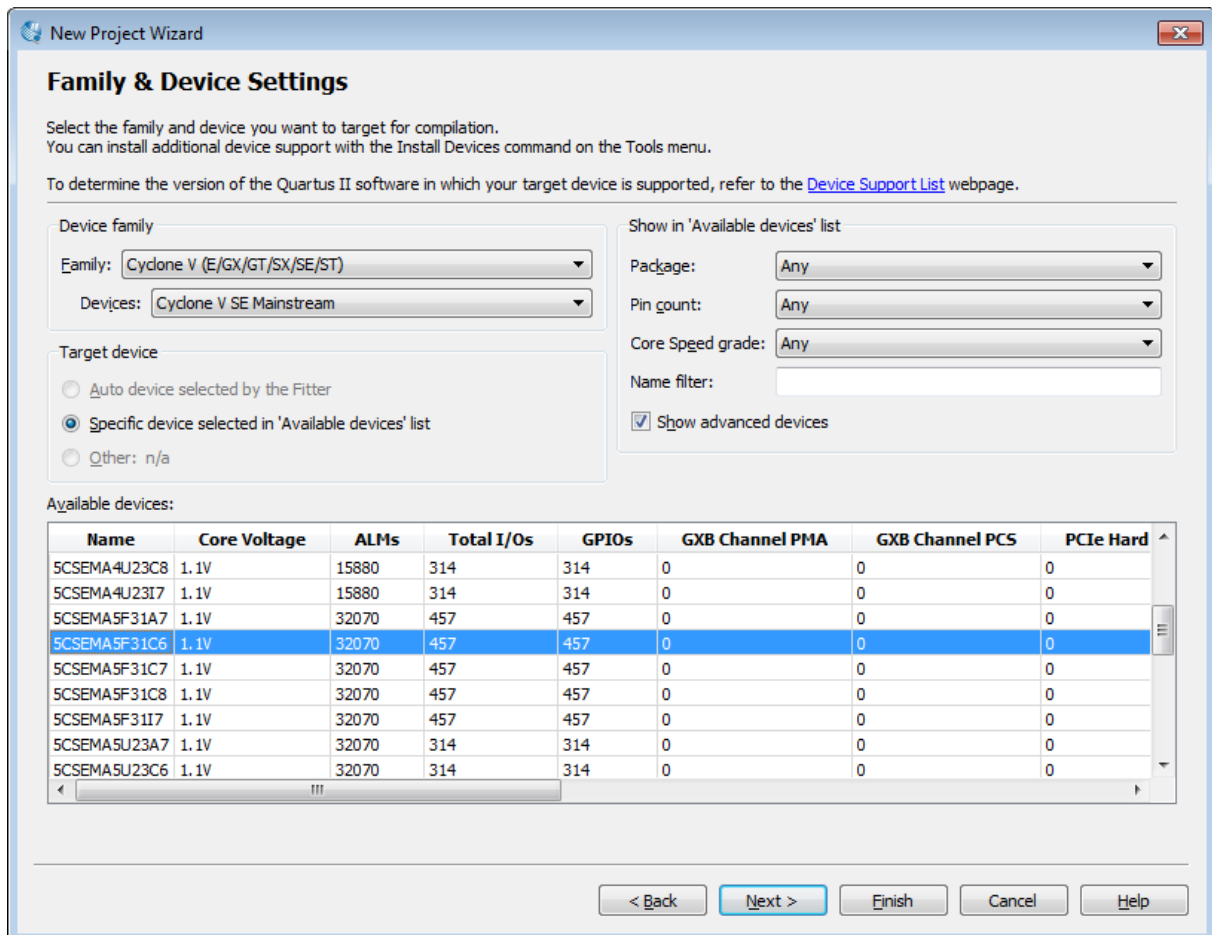 New Project Wizard
Family & Device Settings
Select the family and device you want to target for compilation.
You can install additional device support with the Install Devices command on the Tools menu.
To determine the version of the Quartus II software in which your target device is supported, refer to the Device Support List webpage.
Device family
Family: Cyclone V (E/GX/GT/SX/SE/ST)
Devices: Cyclone V SE Mainstream
Target device
Auto device selected by the Fitter
Specific device selected in 'Available devices' list
Other: n/a
Show in 'Available devices' list
Package: Any
Pin count: Any
Core Speed grade: Any
Name filter:
Show advanced devices
Available devices:
Name Core Voltage ALMs Total I/Os GPIOs GXB Channel PMA GXB Channel PCS PCIe Hard
5CSEMA4U23C8 1.1V 15880 314 314 0 0 0
5CSEMA4U23I7 1.1V 15880 314 314 0 0 0
5CSEMA5F31A7 1.1V 32070 457 457 0 0 0
5CSEMA5F31C6 1.1V 32070 457 457 0 0 0
5CSEMA5F31C7 1.1V 32070 457 457 0 0 0
5CSEMA5F31C8 1.1V 32070 457 457 0 0 0
5CSEMA5F31I7 1.1V 32070 457 457 0 0 0
5CSEMA5U23A7 1.1V 32070 314 314 0 0 0
5CSEMA5U23C6 1.1V 32070 314 314 0 0 0
< Back Next > Finish Cancel Help